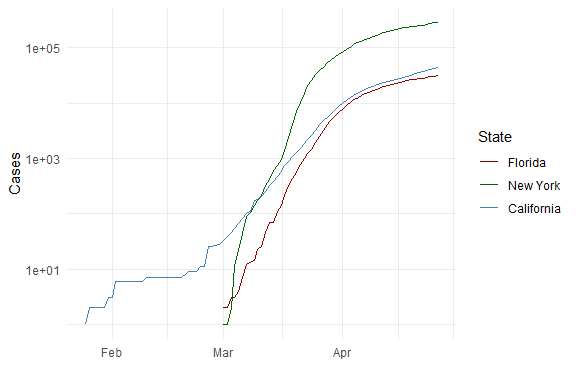 1e+05
1e+03
1e+01
Cases
Feb
Mar
Apr
State
Florida
New York
California